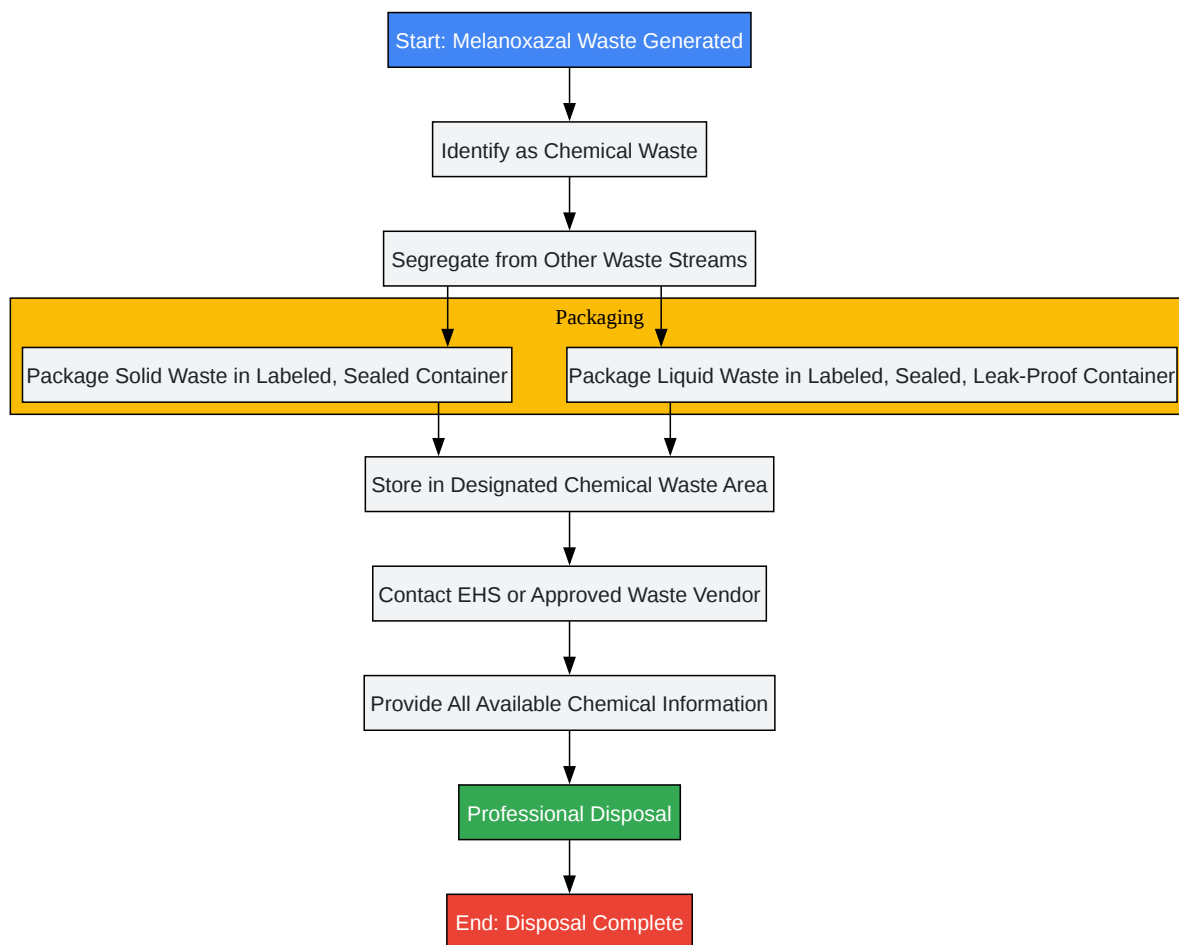 Start: Melanoxazal Waste Generated
Identify as Chemical Waste
Segregate from Other Waste Streams
Packaging
Package Solid Waste in Labeled, Sealed Container
Package Liquid Waste in Labeled, Sealed, Leak-Proof Container
Store in Designated Chemical Waste Area
Contact EHS or Approved Waste Vendor
Provide All Available Chemical Information
Professional Disposal
End: Disposal Complete